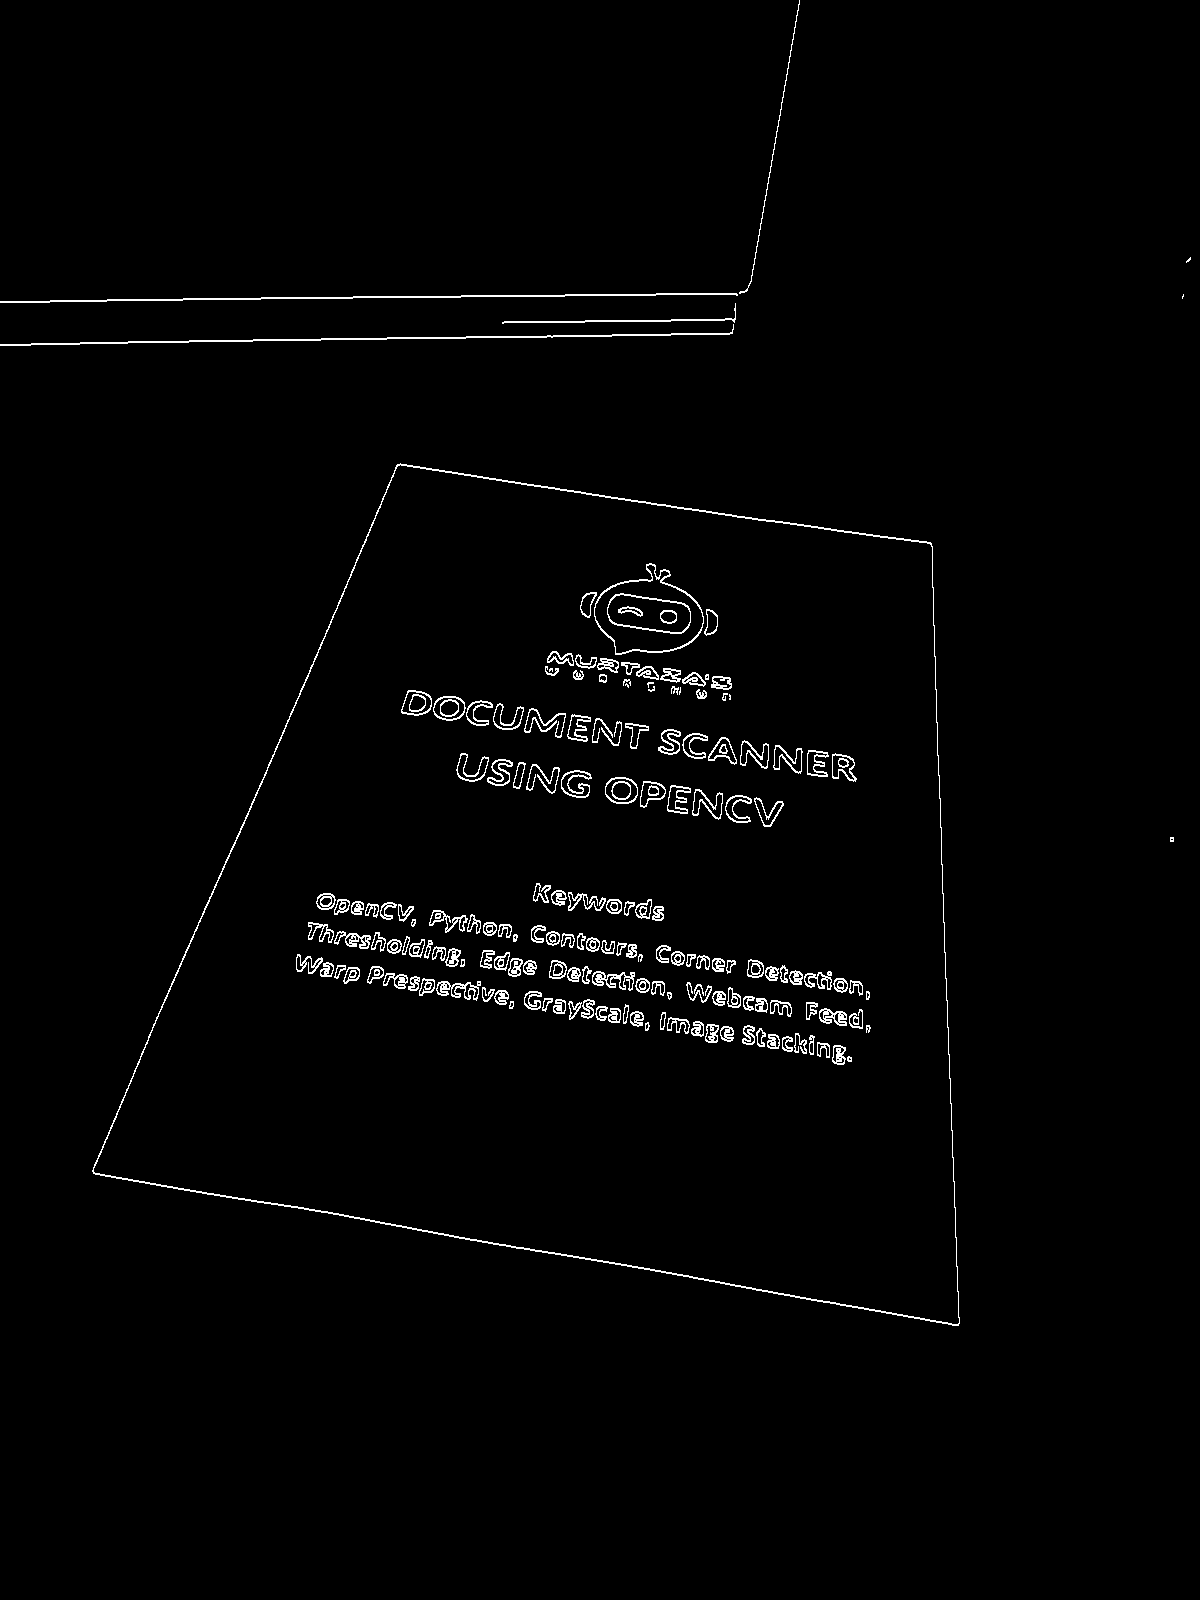 MURTAZA'S
WORKSHOP
DOCUMENT SCANNER
USING OPENCV
Keywords
OpenCV, Python, Contours, Corner Detection,
Thresholding, Edge Detection, Webcam Feed,
Warp Prespective, GrayScale, Image Stacking.